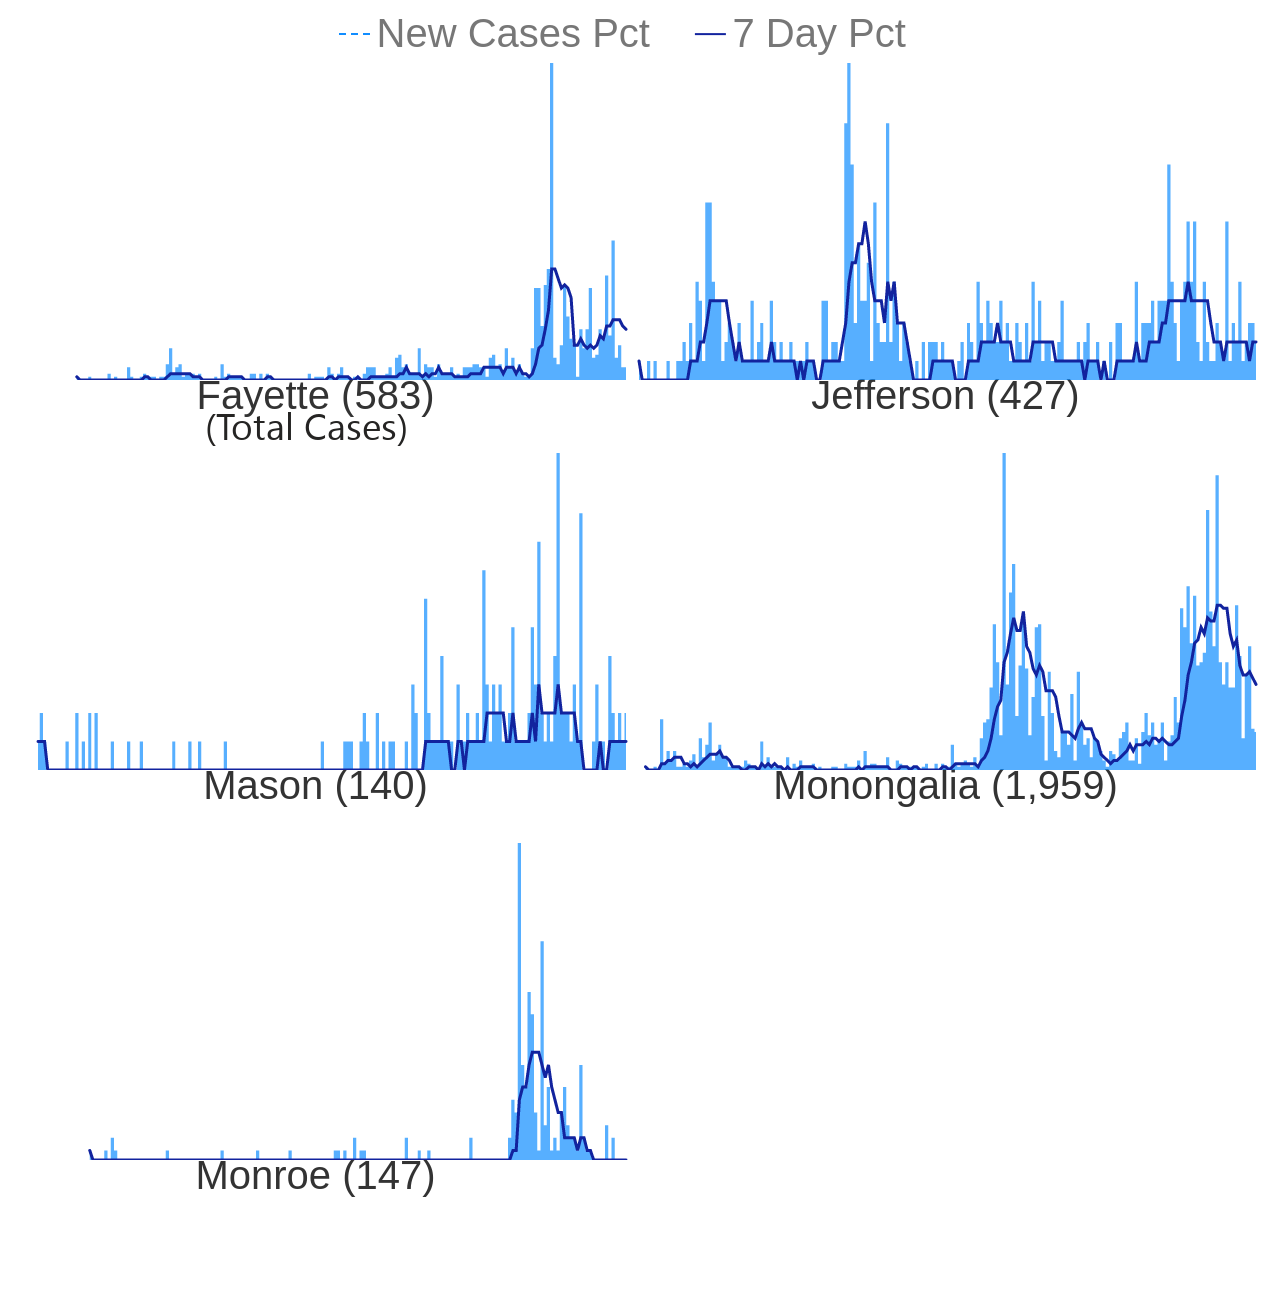 New Cases Pct 7 Day Pct
Fayette (583) Jefferson (427)
(Total Cases)
Mason (140) Monongalia (1,959)
Monroe (147)